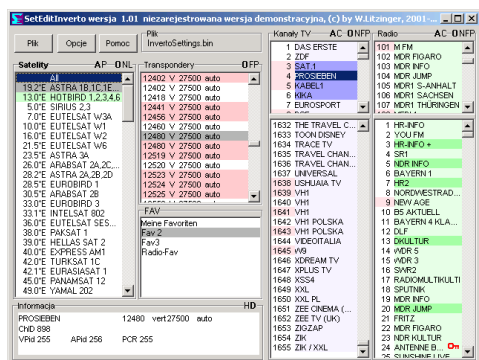 SetEditInverto wersja 1.01 niezarejestrowana wersja demonstracyjna, (c) by W.Litzinger, 2001-...
Plik
Opcje
Pomoc
Plik
InvertoSettings.bin
Satelity AP ONL
All
19.2°E ASTRA 1B,1C,1E...
13.0°E HOTBIRD 1,2,3,4,6
5.0°E SIRIUS 2,3
7.0°E EUTELSAT W3A
10.0°E EUTELSAT W1
16.0°E EUTELSAT W2
21.5°E EUTELSAT W6
23.5°E ASTRA 3A
26.0°E ARABSAT 2A,2C,...
28.2°E ASTRA 2A,2B,2D
28.5°E EUROBIRD 1
30.5°E ARABSAT 2B
33.0°E EUROBIRD 3
33.1°E INTELSAT 802
36.0°E EUTELSAT SES...
38.0°E PAKSAT 1
39.0°E HELLAS SAT 2
40.0°E EXPRESS AM1
42.0°E TURKSAT 1C
42.1°E EURASIASAT 1
45.0°E PANAMSAT 12
49.0°E YAMAL 202
Transpondery OFP
12402 V 27500 auto
12402 V 27500 auto
12418 V 27500 auto
12441 V 27500 auto
12456 V 27500 auto
12460 V 27500 auto
12480 V 27500 auto
12480 V 27500 auto
12519 V 27500 auto
12520 V 27500 auto
12523 V 27500 auto
12524 V 27500 auto
12525 V 27500 auto
FAV
Meine Favoriten
Fav 2
Fav3
Radio-Fav
Informacja HD-
PROSIEBEN 12480 vert27500 auto
ChID 898
VPid 255 APid 256 PCR 255
Kanały TV AC ONFP
1 DAS ERSTE
2 ZDF
3 SAT.1
4 PROSIEBEN
5 KABEL1
6 KIKA
7 EUROSPORT
1632 THE TRAVEL C...
1633 TOON DISNEY
1634 TRACE TV
1635 TRAVEL CHAN...
1636 TRAVEL CHAN...
1637 UNIVERSAL
1638 USHUAIA TV
1639 VH1
1640 VH1
1641 VH1
1642 VH1 POLSKA
1643 VH1 POLSKA
1644 VIDEOITALIA
1645 W9
1646 XDREAM TV
1647 XPLUS TV
1648 XSS4
1649 XXL
1650 XXL PL
1651 ZEE CINEMA (...
1652 ZEE TV (UK)
1653 ZIGZAP
1654 ZIK
1655 ZIK / XXL
Radio AC ONFP
101 M FM
102 MDR FIGARO
103 MDR INFO
104 MDR JUMP
105 MDR1 S-ANHALT
106 MDR1 SACHSEN
107 MDR1 THÜRINGEN
1 HR-INFO
2 YOU FM
3 HR-INFO +
4 SR1
5 NDR INFO
6 BAYERN 1
7 HR2
8 NORDWESTRAD...
9 NEW AGE
10 B5 AKTUELL
11 BAYERN 4 KLA...
12 DLF
13 DKULTUR
14 WDR 5
15 WDR 3
16 SWR2
17 RADIOMULTIKULTI
18 SPUTNIK
19 MDR INFO
20 MDR JUMP
21 FRITZ
22 MDR FIGARO
23 NDR KULTUR
24 ANTENNE B...
25 SUNSHINE LIVE